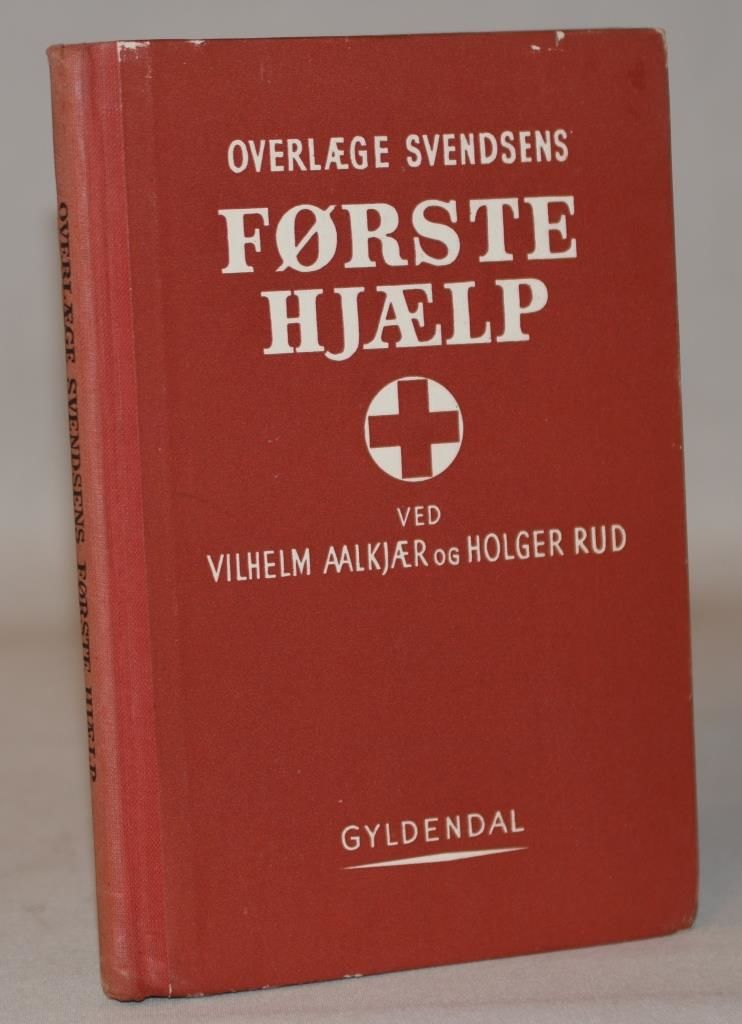 OVERLÆGE SVENDSENS
FØRSTE
HJÆLP
VED
VILHELM AALKJÆR OG HOLGER RUD
GYLDENDAL
OVERLÆGE SVENDSENS FØRSTE HJÆLP